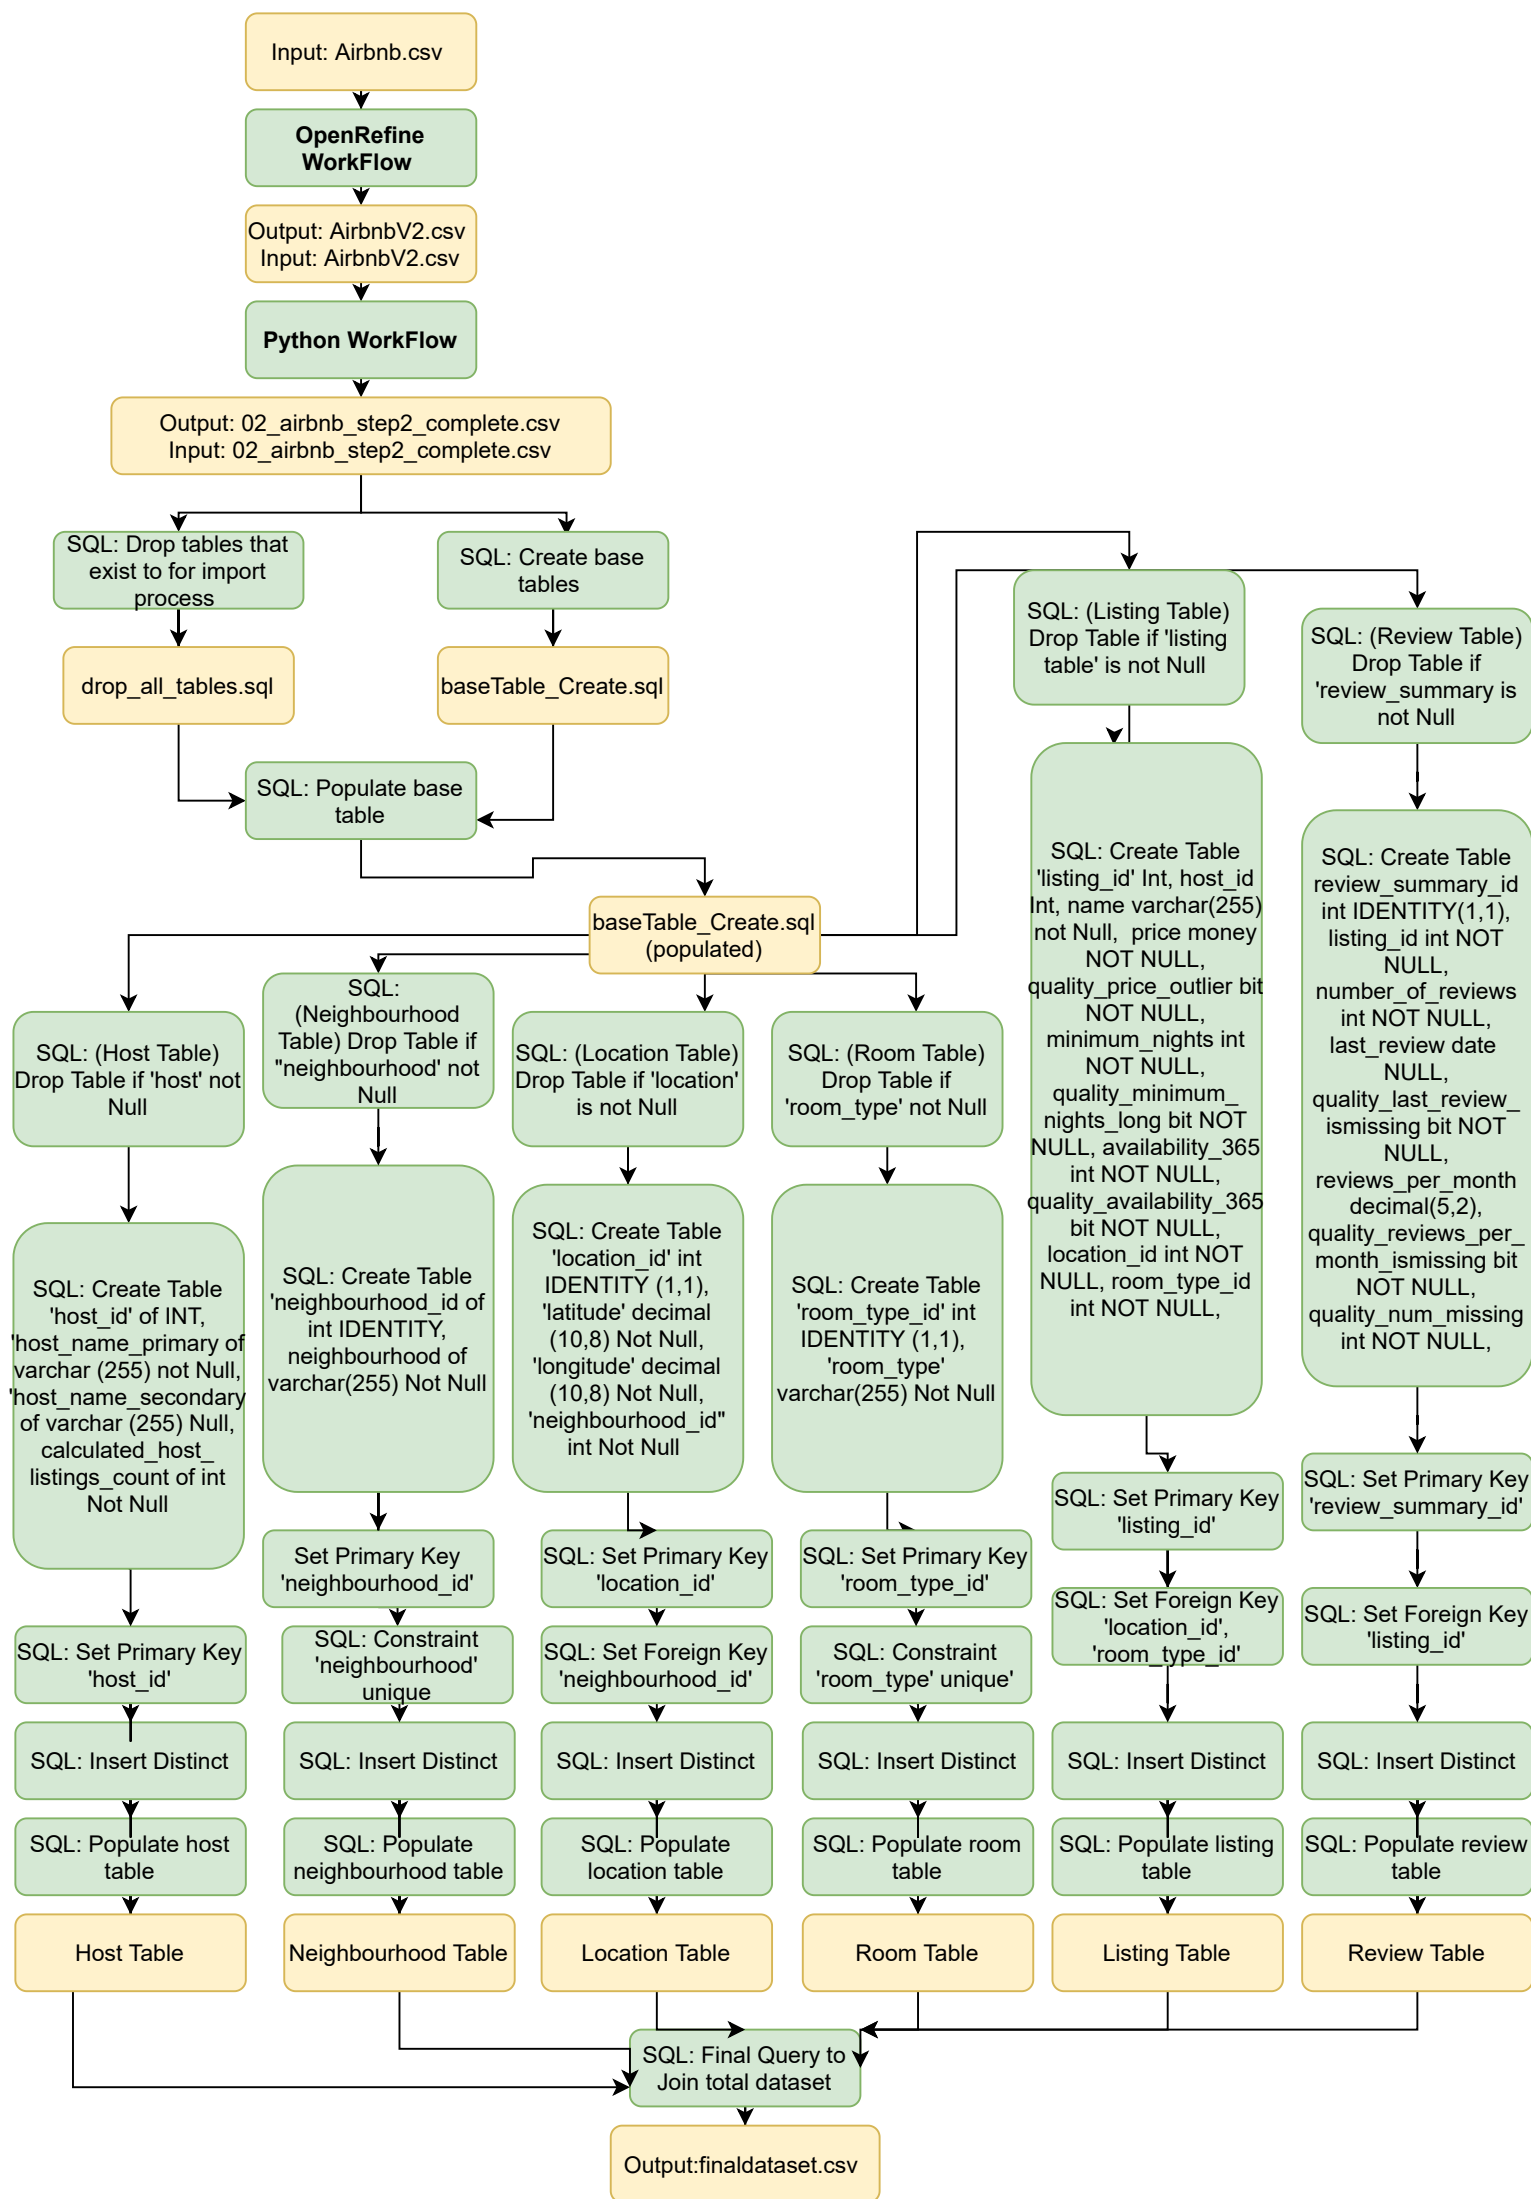 Input: Airbnb.csv
OpenRefine
WorkFlow
Output: AirbnbV2.csv
Input: AirbnbV2.csv
Python WorkFlow
Output: 02_airbnb_step2_complete.csv
Input: 02_airbnb_step2_complete.csv
SQL: Drop tables that
exist to for import
process
SQL: Create base
tables
drop_all_tables.sql
baseTable_Create.sql
SQL: Populate base
table
baseTable_Create.sql
(populated)
SQL: (Host Table)
Drop Table if 'host' not
Null
SQL:
(Neighbourhood
Table) Drop Table if
"neighbourhood' not
Null
SQL: (Location Table)
Drop Table if 'location'
is not Null
SQL: (Room Table)
Drop Table if
'room_type' not Null
SQL: (Listing Table)
Drop Table if 'listing
table' is not Null
SQL: (Review Table)
Drop Table if
'review_summary is
not Null
SQL: Create Table
'host_id' of INT,
'host_name_primary of
varchar (255) not Null,
'host_name_secondary
of varchar (255) Null,
calculated_host_
listings_count of int
Not Null
SQL: Create Table
'neighbourhood_id of
int IDENTITY,
neighbourhood of
varchar(255) Not Null
SQL: Create Table
'location_id' int
IDENTITY (1,1),
'latitude' decimal
(10,8) Not Null,
'longitude' decimal
(10,8) Not Null,
'neighbourhood_id"
int Not Null
SQL: Create Table
'room_type_id' int
IDENTITY (1,1),
'room_type'
varchar(255) Not Null
SQL: Create Table
'listing_id' Int, host_id
Int, name varchar(255)
not Null,  price money
NOT NULL,
quality_price_outlier bit
NOT NULL,
minimum_nights int
NOT NULL,
quality_minimum_
nights_long bit NOT
NULL, availability_365
int NOT NULL,
quality_availability_365
bit NOT NULL,
location_id int NOT
NULL, room_type_id
int NOT NULL,
SQL: Create Table
review_summary_id
int IDENTITY(1,1),
listing_id int NOT
NULL,
number_of_reviews
int NOT NULL,
last_review date
NULL,
quality_last_review_
ismissing bit NOT
NULL,
reviews_per_month
decimal(5,2),
quality_reviews_per_
month_ismissing bit
NOT NULL,
quality_num_missing
int NOT NULL,
SQL: Set Primary Key
'host_id'
Set Primary Key
'neighbourhood_id'
SQL: Set Primary Key
'location_id'
SQL: Set Primary Key
'room_type_id'
SQL: Set Primary Key
'listing_id'
SQL: Set Primary Key
'review_summary_id'
SQL: Constraint
'neighbourhood'
unique
SQL: Set Foreign Key
'neighbourhood_id'
SQL: Constraint
'room_type' unique'
SQL: Set Foreign Key
'location_id',
'room_type_id'
SQL: Set Foreign Key
'listing_id'
SQL: Insert Distinct
SQL: Insert Distinct
SQL: Insert Distinct
SQL: Insert Distinct
SQL: Insert Distinct
SQL: Insert Distinct
SQL: Populate host
table
SQL: Populate
neighbourhood table
SQL: Populate
location table
SQL: Populate room
table
SQL: Populate listing
table
SQL: Populate review
table
Host Table
Neighbourhood Table
Location Table
Room Table
Listing Table
Review Table
SQL: Final Query to
Join total dataset
Output:finaldataset.csv